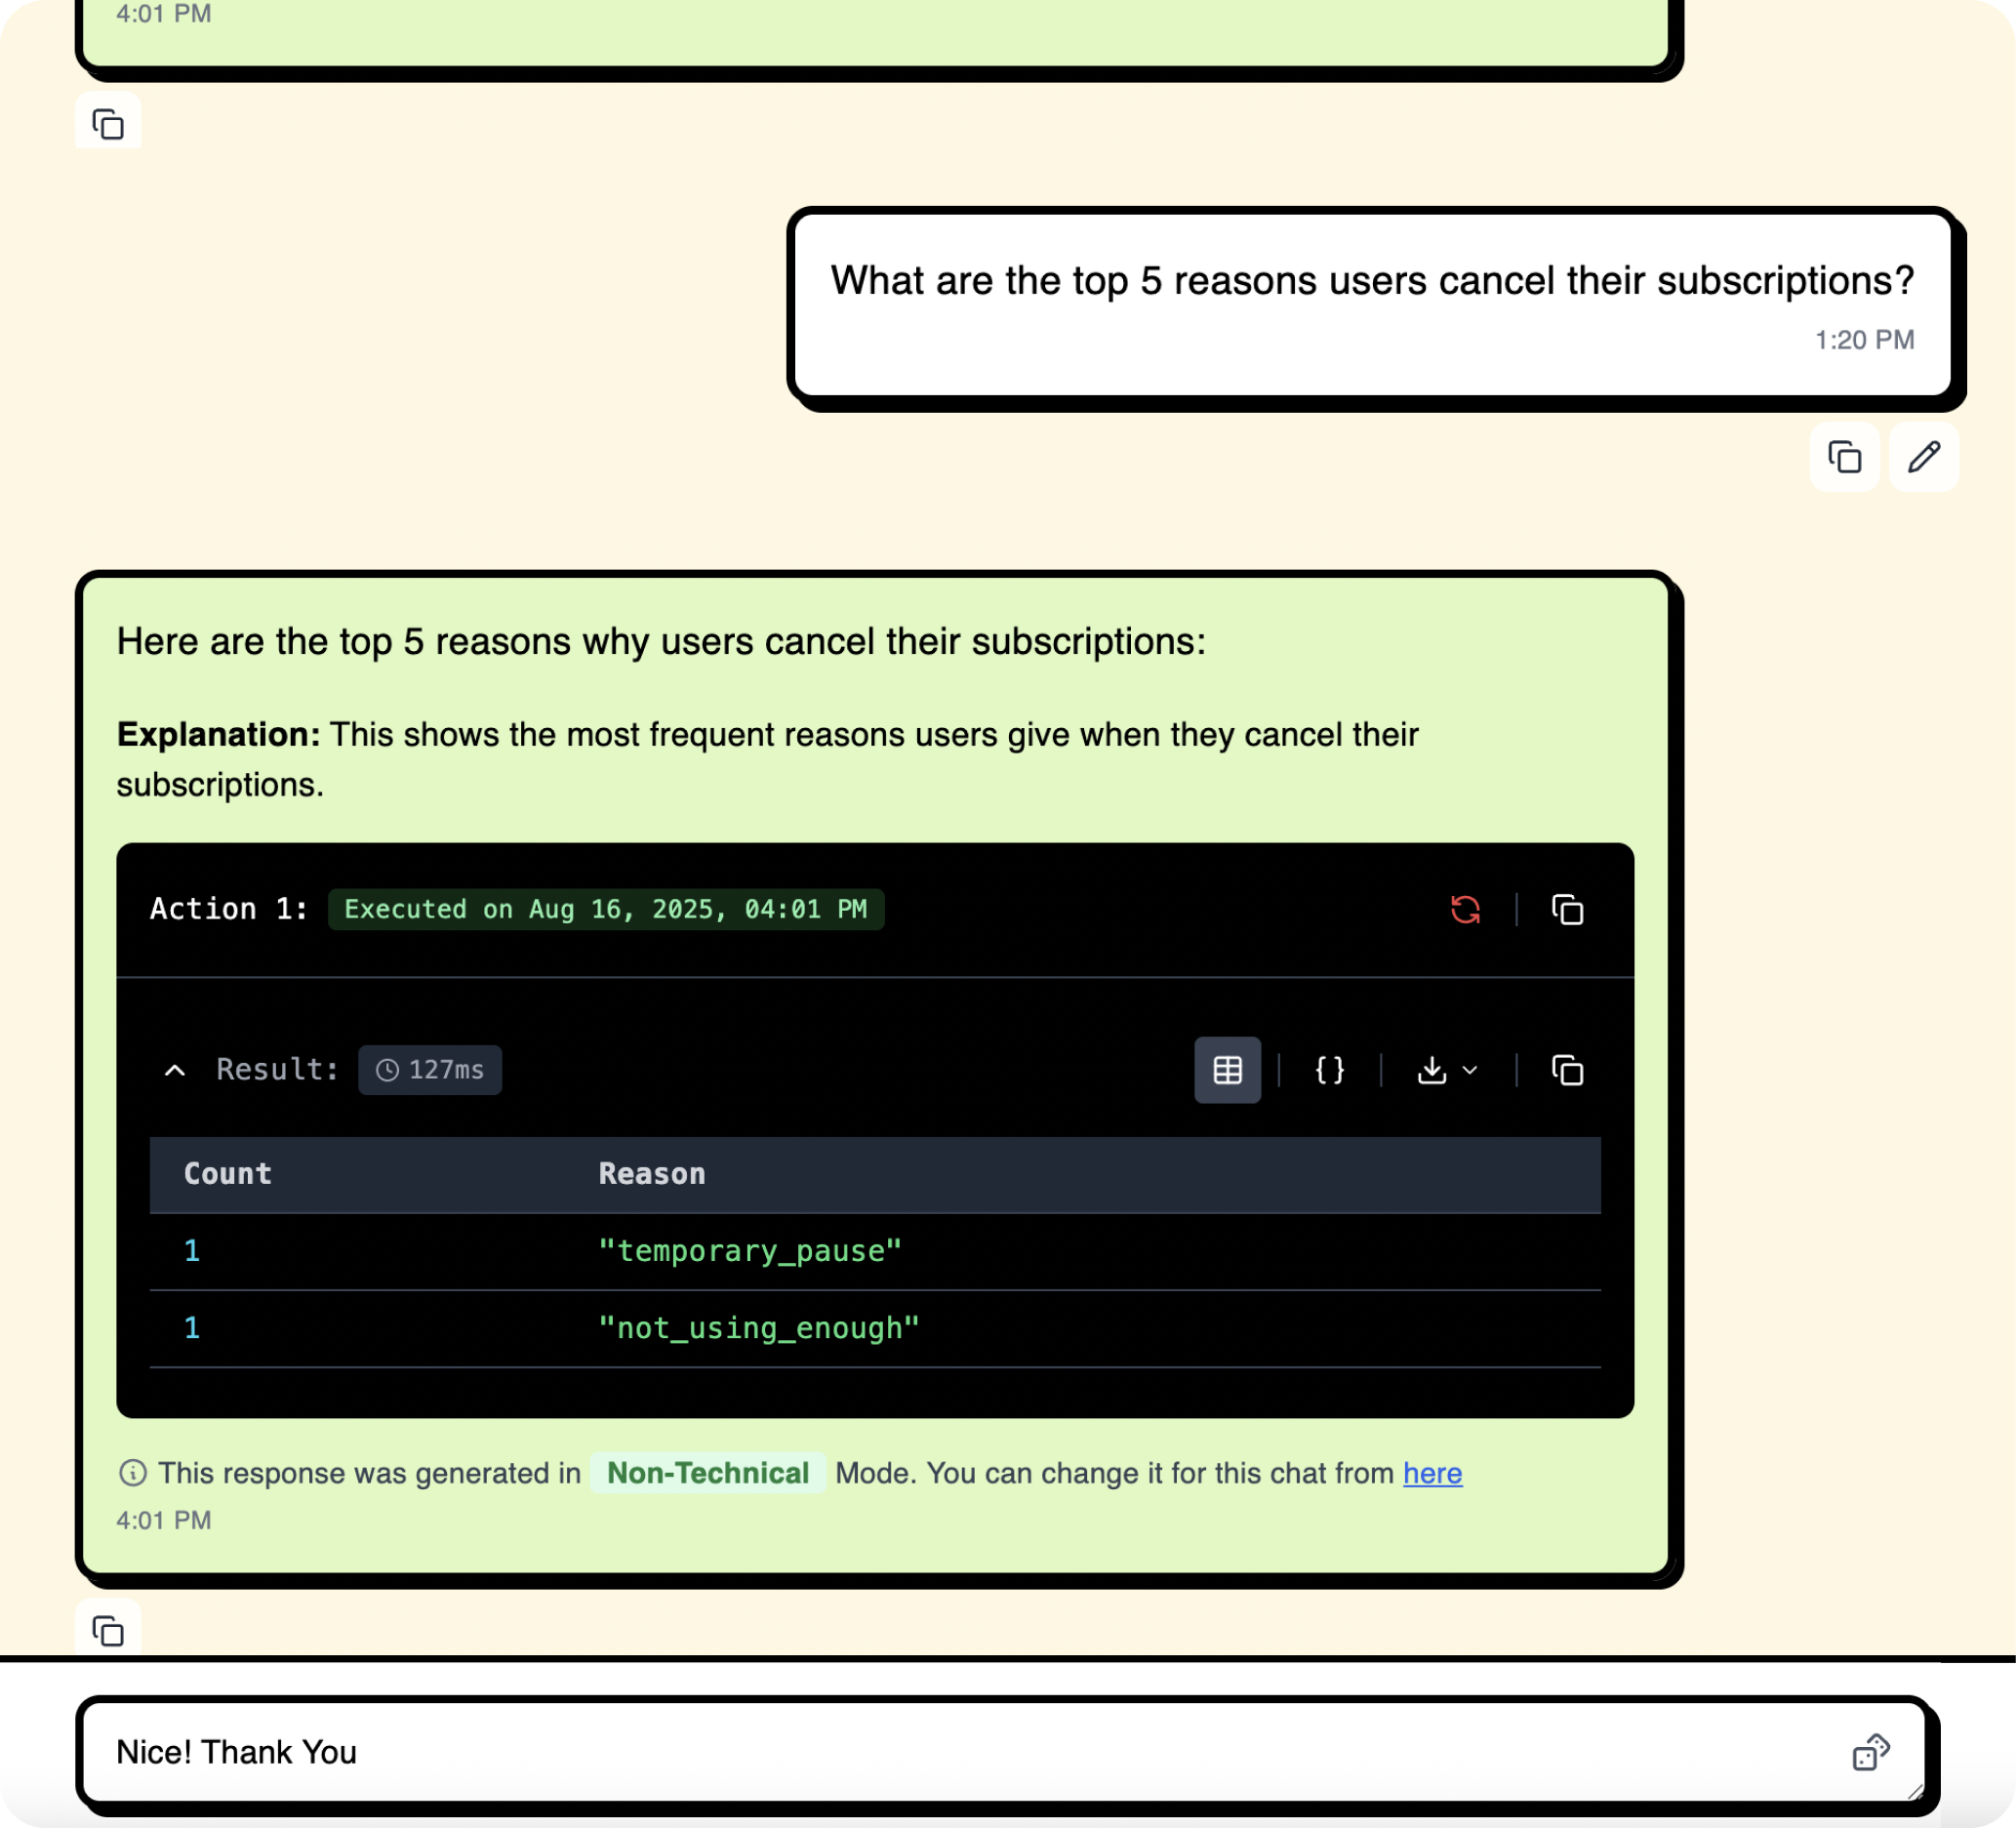 4:01 PM
What are the top 5 reasons users cancel their subscriptions?
1:20 PM
Here are the top 5 reasons why users cancel their subscriptions:
Explanation: This shows the most frequent reasons users give when they cancel their
subscriptions.
Action 1: Executed on Aug 16, 2025, 04:01 PM
Result: 127ms
{}
Count Reason
1 "temporary_pause"
1 "not_using_enough"
This response was generated in Non-Technical Mode. You can change it for this chat from here
4:01 PM
Nice! Thank You